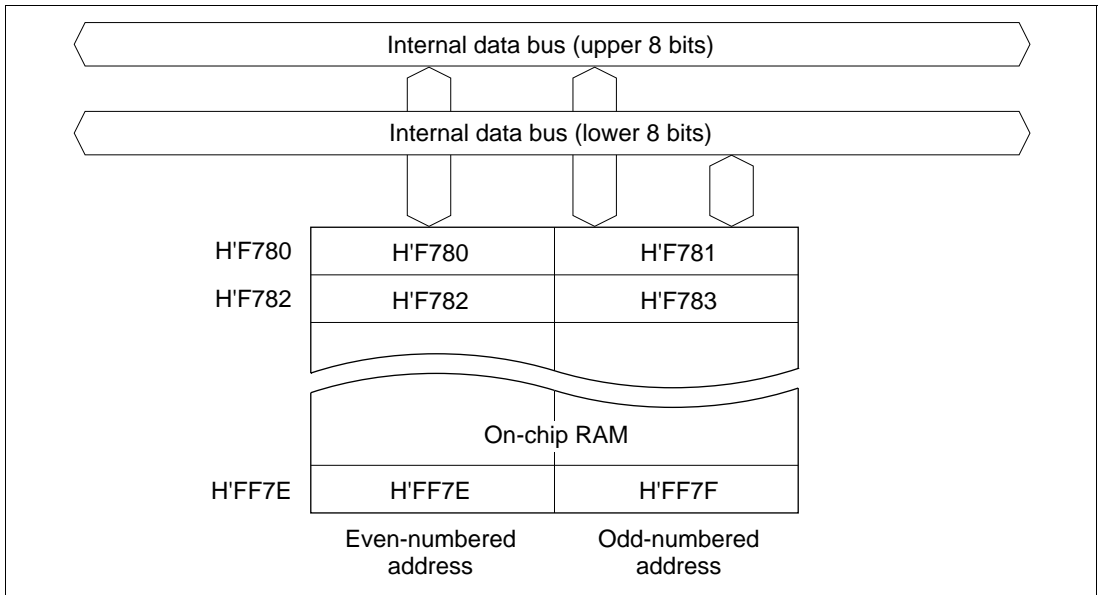 Internal data bus (upper 8 bits)
Internal data bus (lower 8 bits)
H'F780 H'F780 H'F781
H'F782 H'F782 H'F783
On-chip RAM
H'FF7E H'FF7E H'FF7F
Even-numbered address
Odd-numbered address